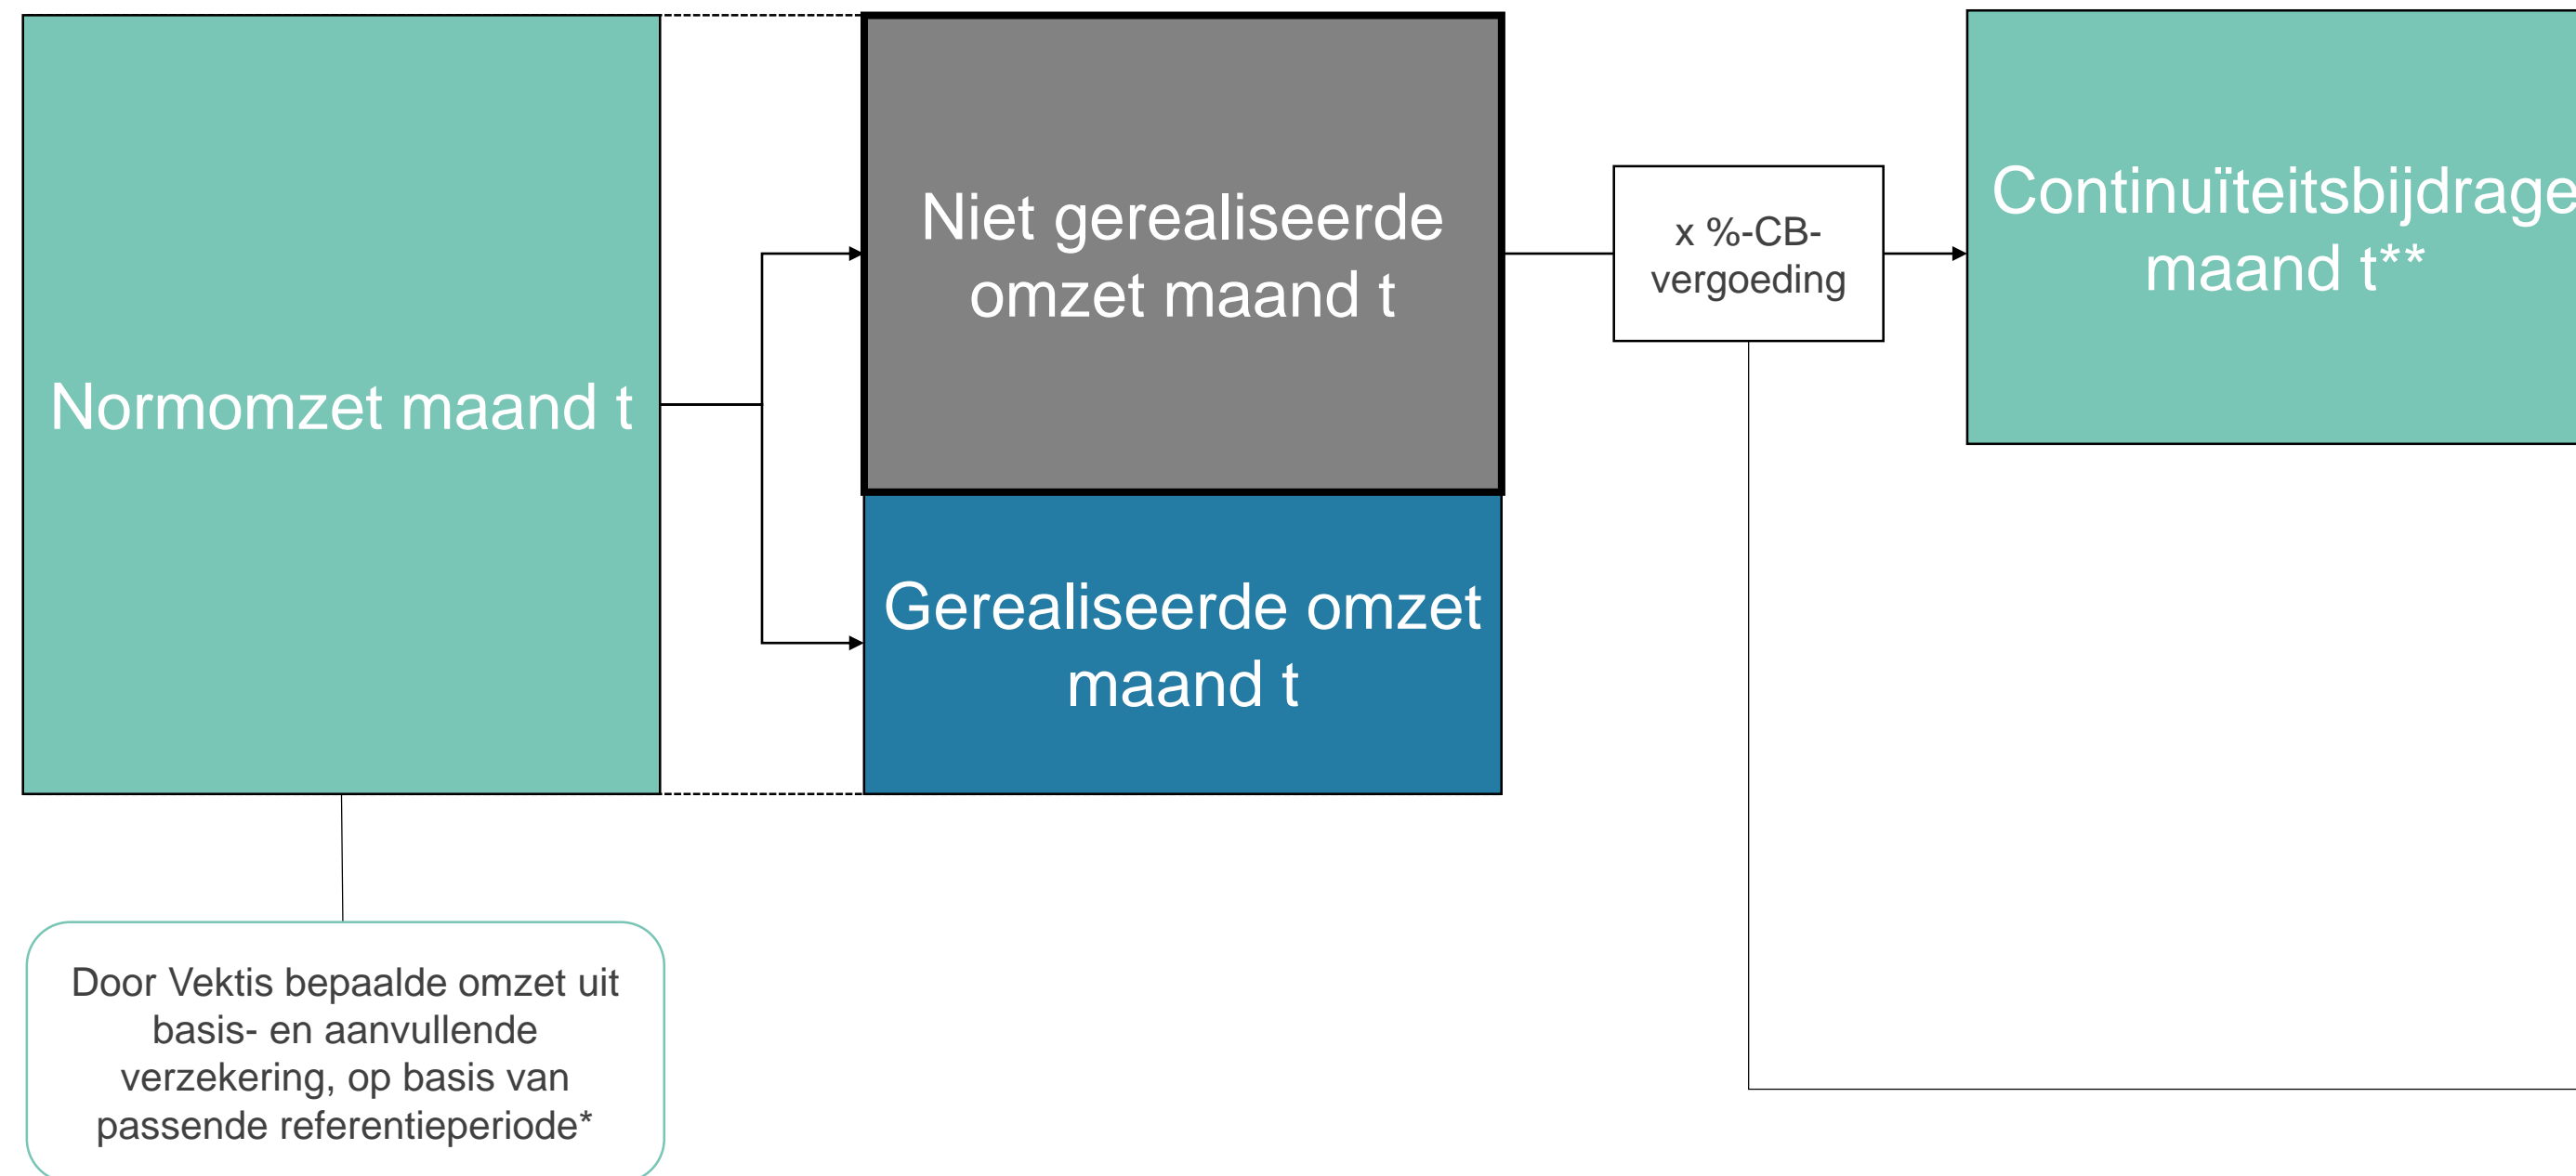 Normomzet maand t
Niet gerealiseerde
omzet maand t
Gerealiseerde omzet
maand t
x %-CB-
vergoeding
Continuïteitsbijdrage
maand t**
Door Vektis bepaalde omzet uit
basis- en aanvullende
verzekering, op basis van
passende referentieperiode*